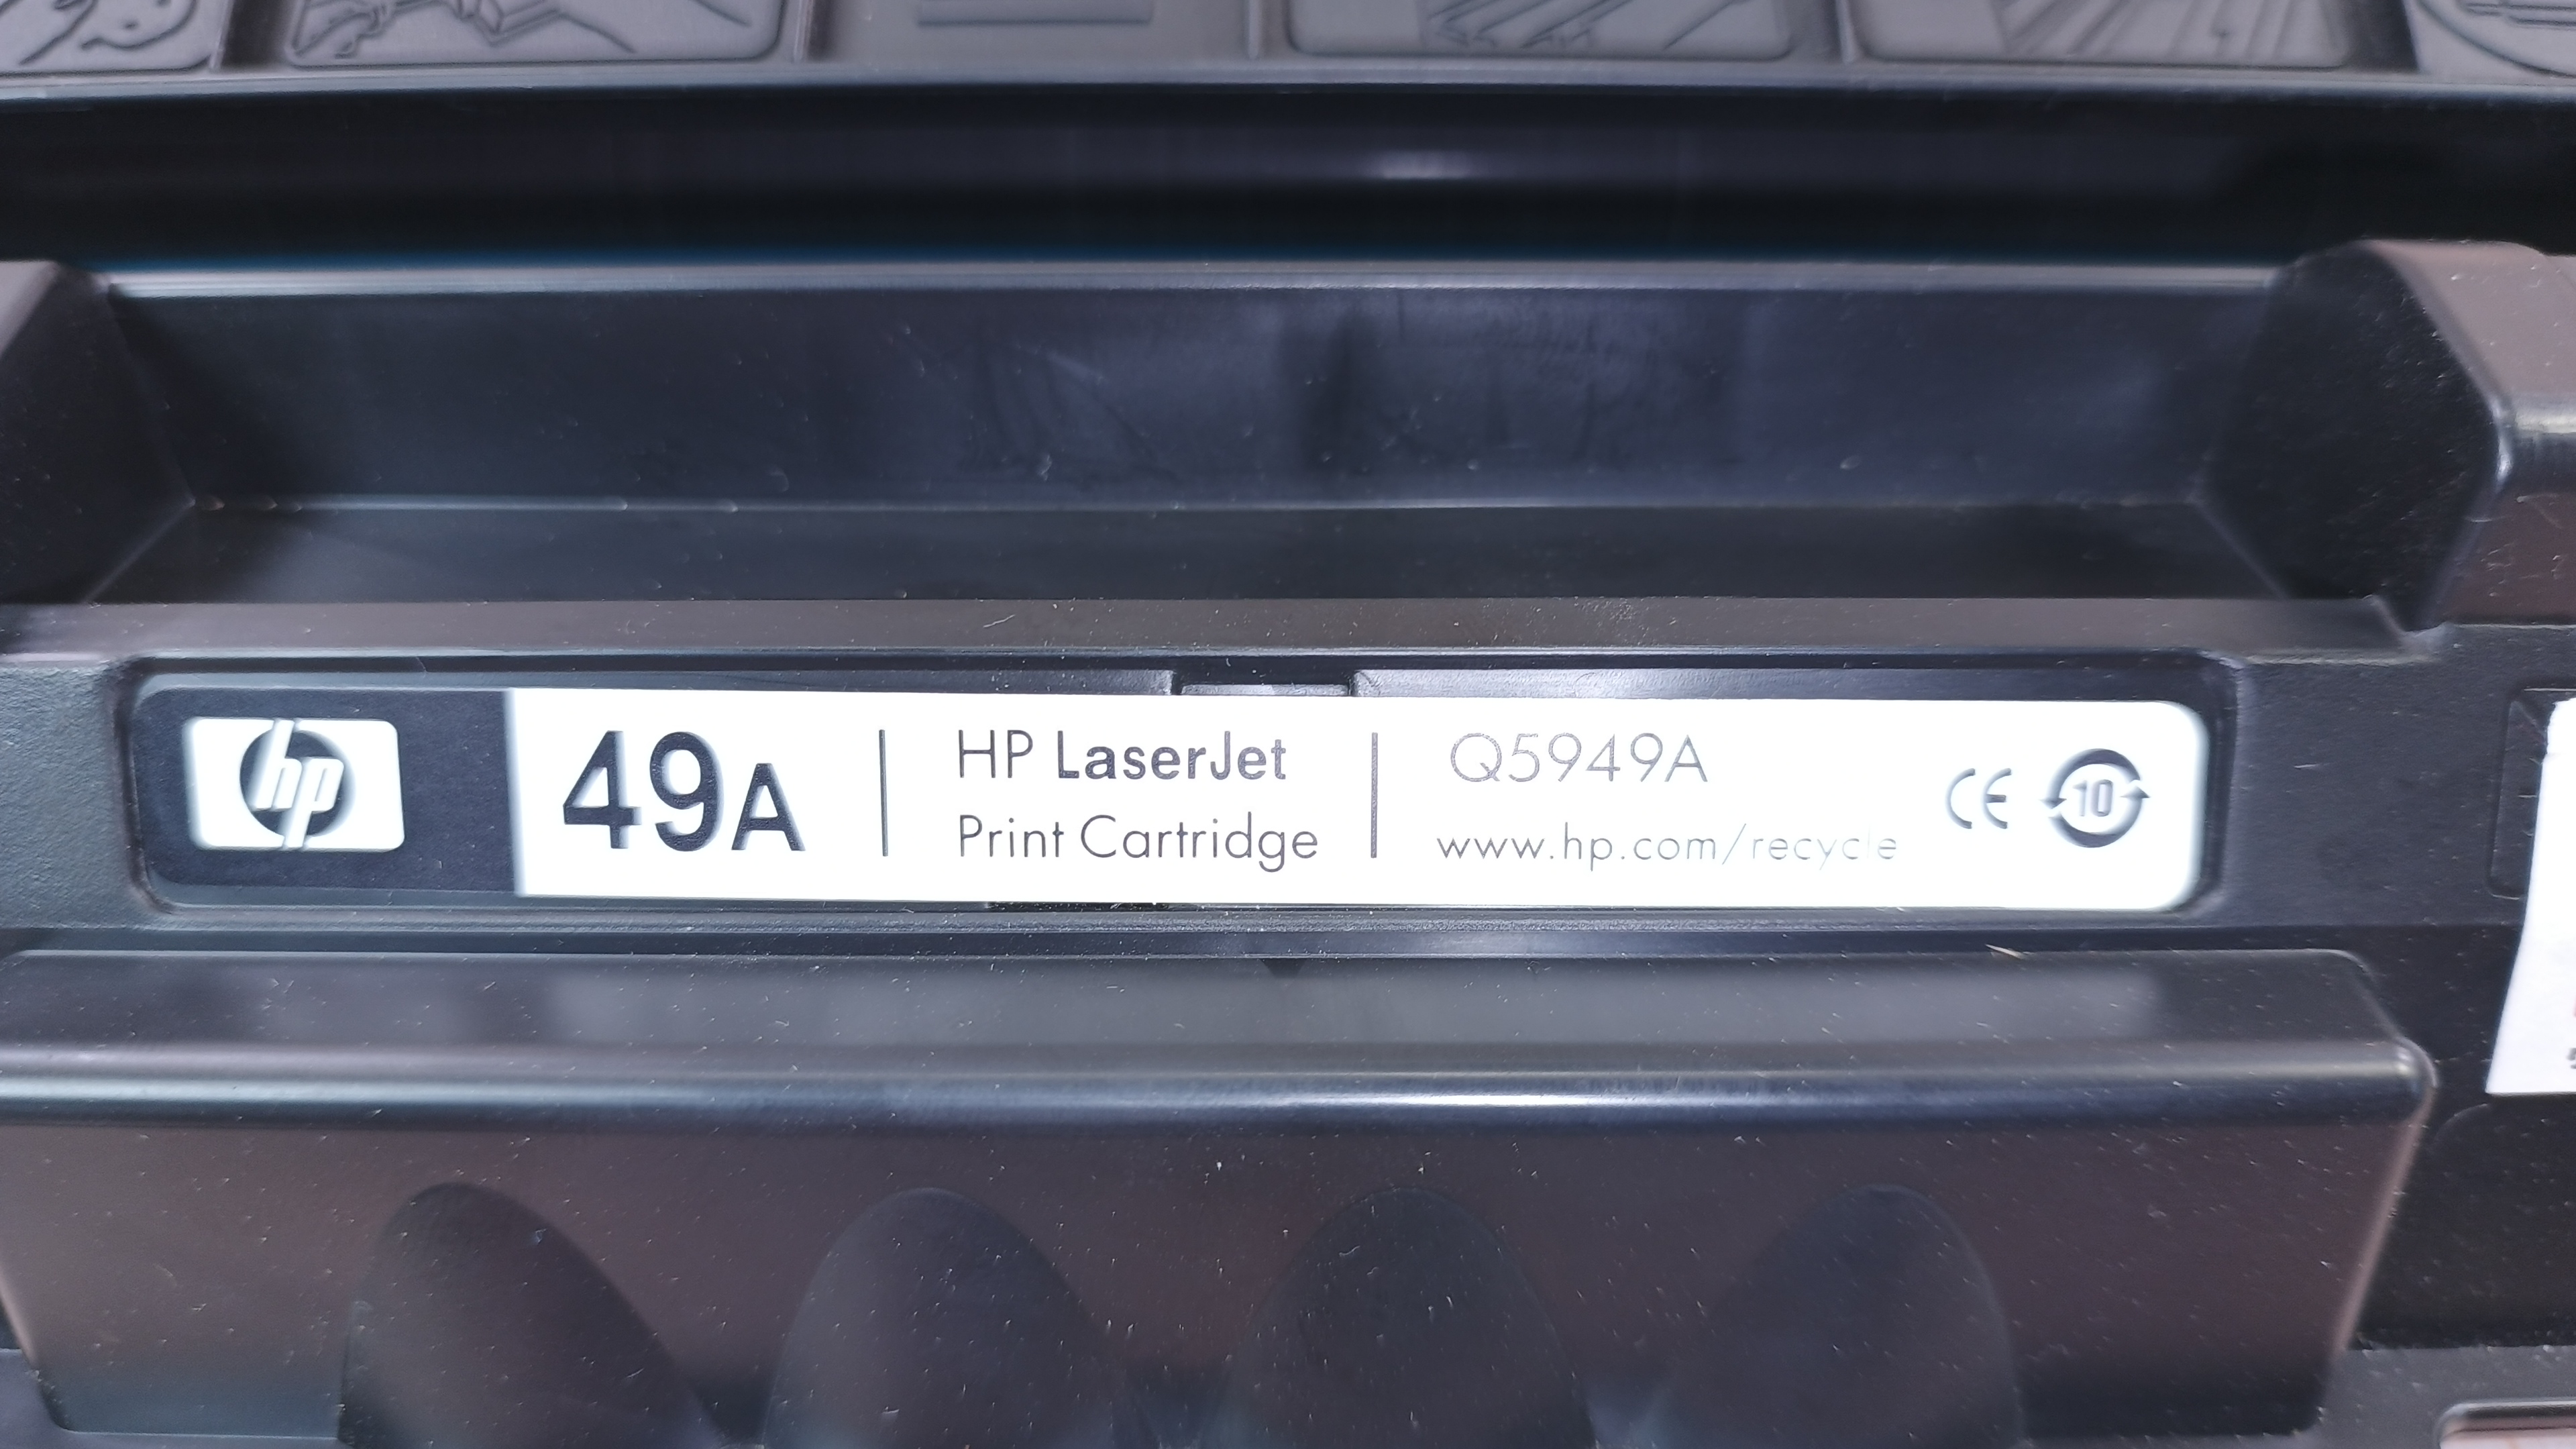 hp
49A
HP LaserJet
Print Cartridge
Q5949A
www.hp.com/recycle
CE
10